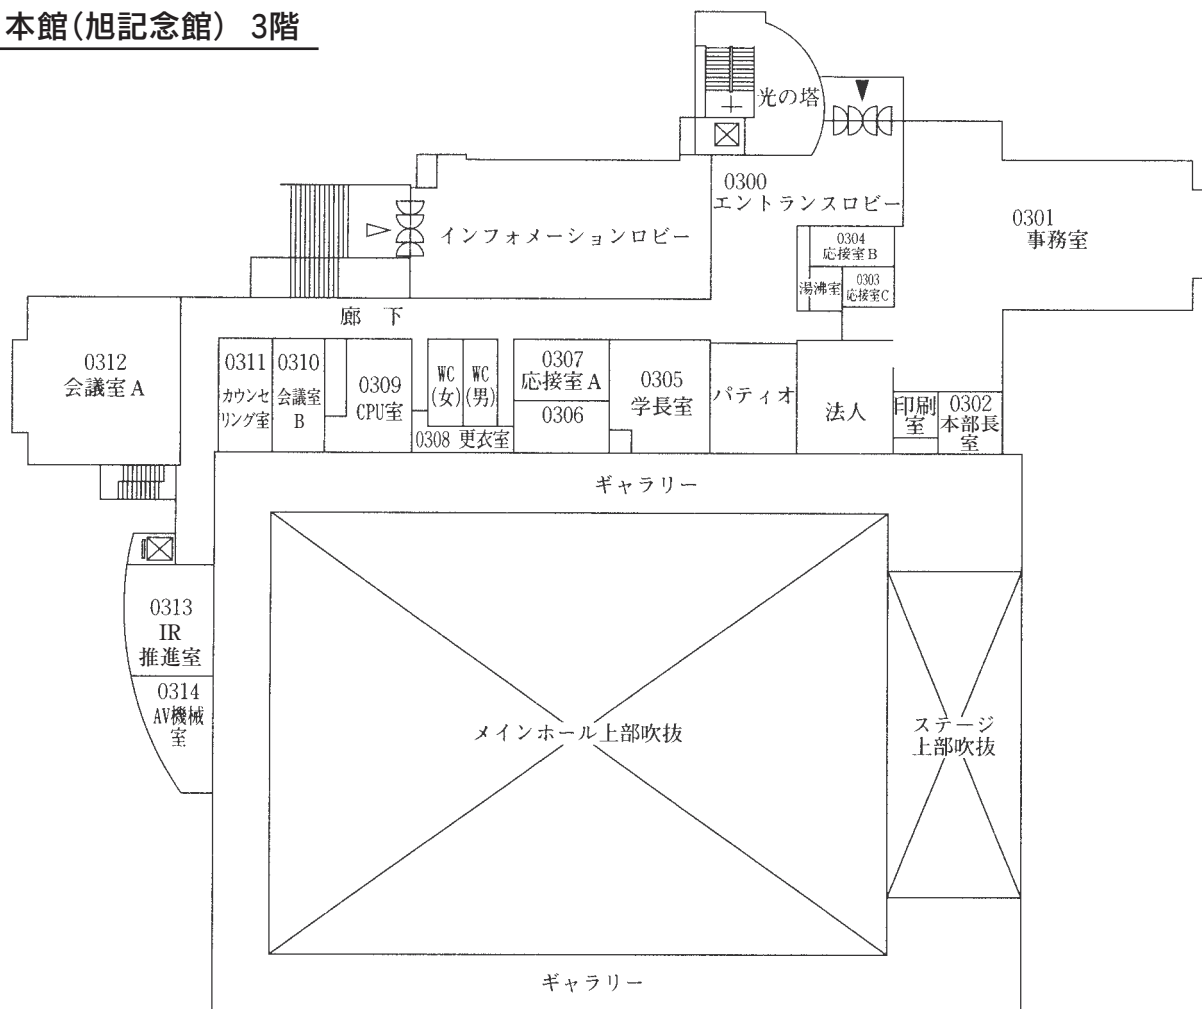 本館（旭記念館） 3階
光の塔
0300
エントランスロビー
0301
事務室
インフォメーションロビー
0304
応接室B
湯沸室
0303
応接室C
廊 下
0312
会議室A
0311
カウンセ
リング室
0310
会議室
B
0309
CPU室
WC
(女)
WC
(男)
0308 更衣室
0307
応接室A
0306
0305
学長室
パティオ
法人
印刷
室
0302
本部長
室
ギャラリー
0313
IR
推進室
0314
AV機械
室
メインホール上部吹抜
ステージ
上部吹抜
ギャラリー